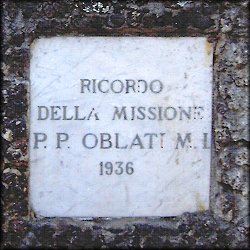 RICORDO
DELLA MISSIONE
P. P. OBLATI M. I.
1936